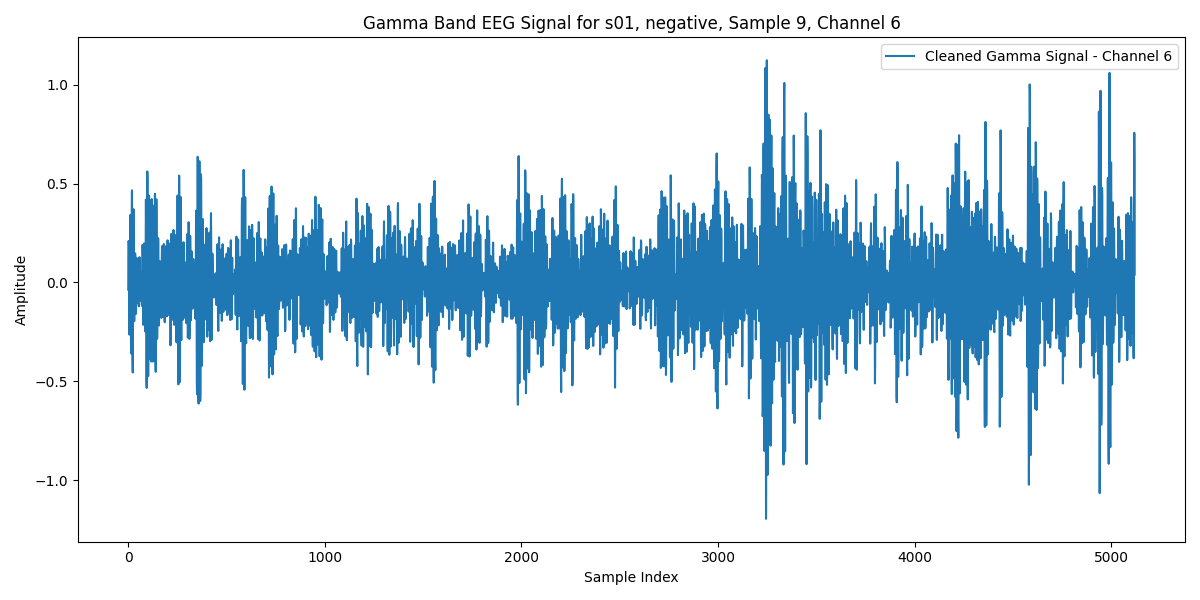 Gamma Band EEG Signal for s01, negative, Sample 9, Channel 6
Cleaned Gamma Signal - Channel 6
Amplitude
1.0
0.5
0.0
−0.5
−1.0
0 1000 2000 3000 4000 5000
Sample Index